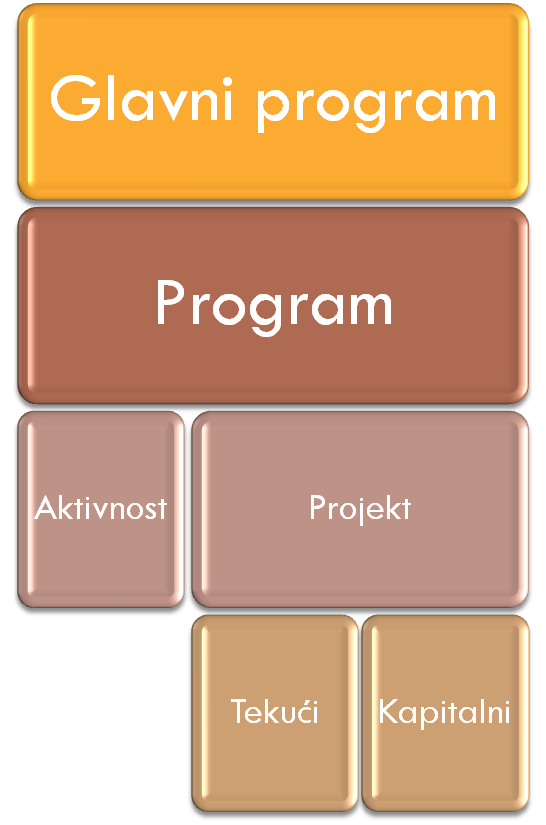 Glavni program
Program
Aktivnost
Projekt
Tekući
Kapitalni